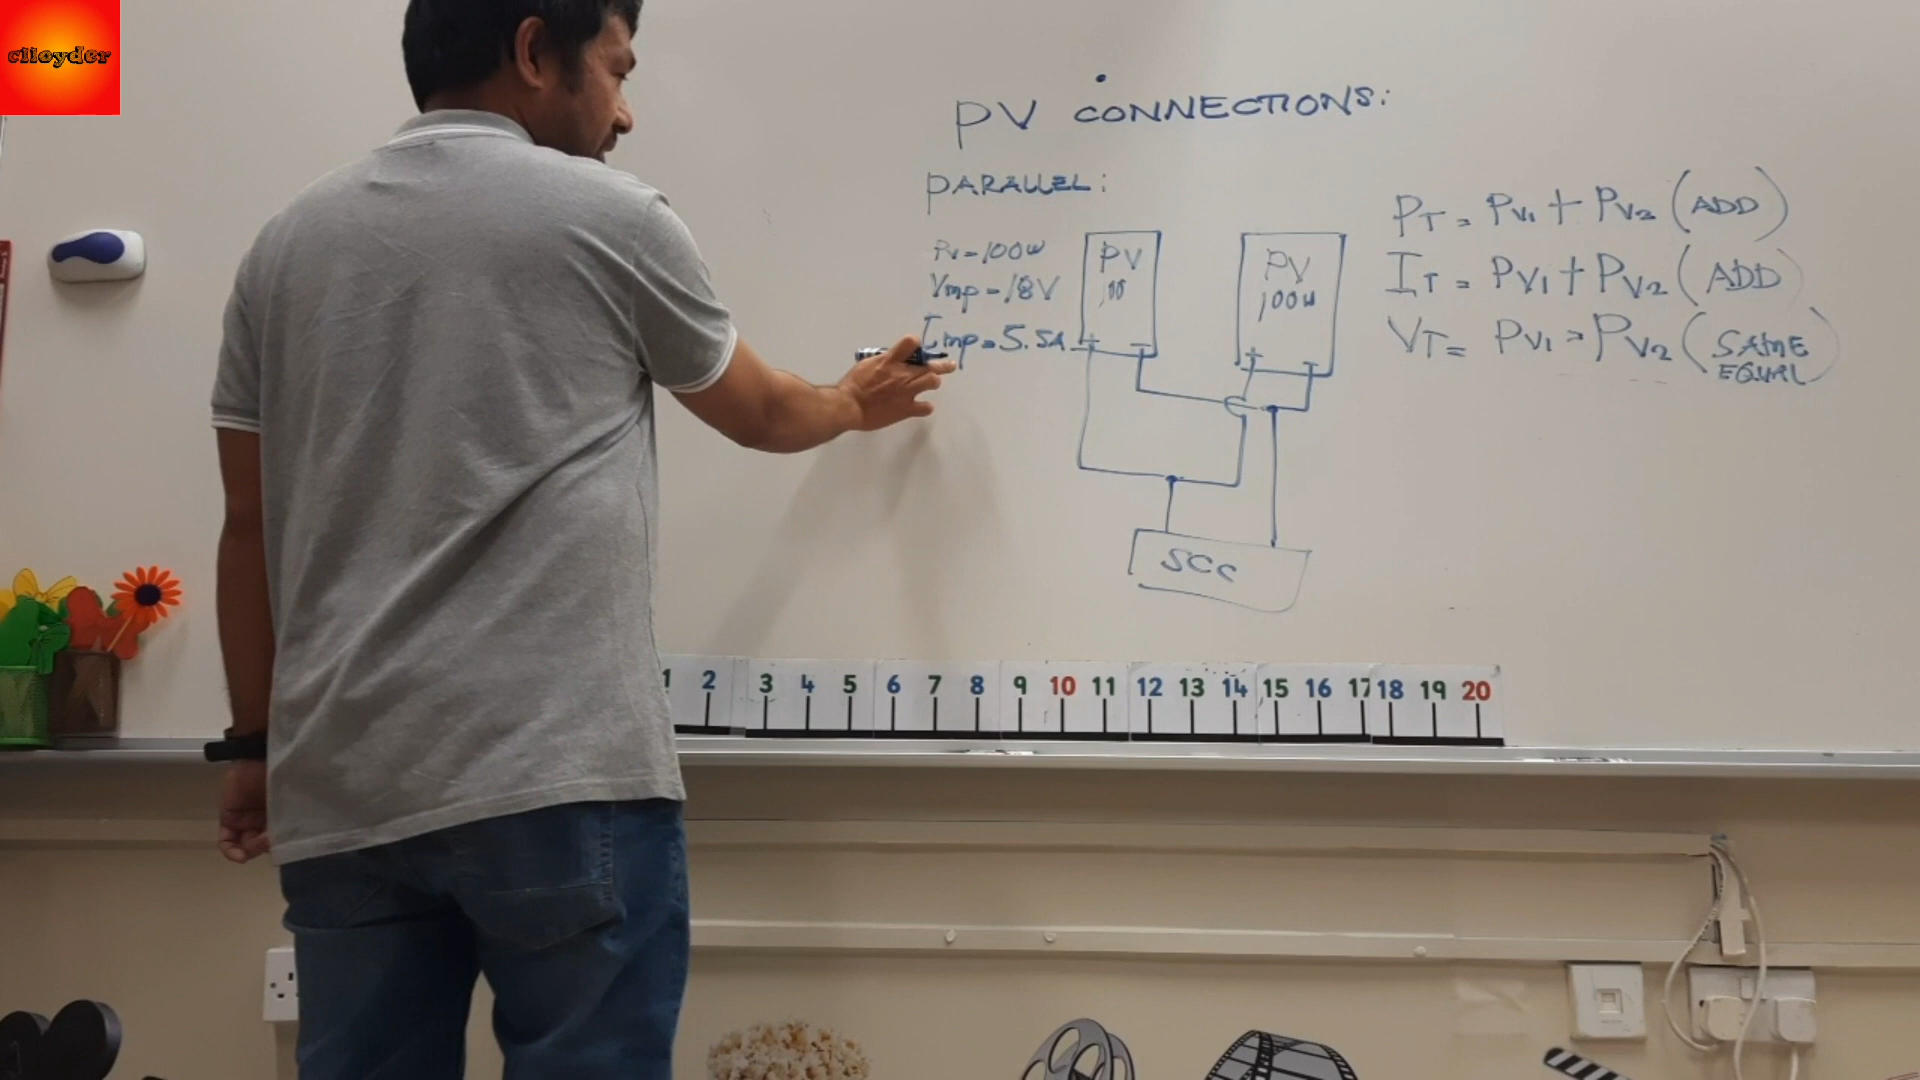 clloyder
PV CONNECTIONS:
PARALLEL:
Pv=100W
Vmp=18V
Imp=5.5A
PV
100
+ -
PV
100W
+ -
SCC
PT = PV1 + PV2 (ADD)
IT = PV1 + PV2 (ADD)
VT = PV1 = PV2 (SAME
EQUAL)
1 2 3 4 5 6 7 8 9 10 11 12 13 14 15 16 17 18 19 20